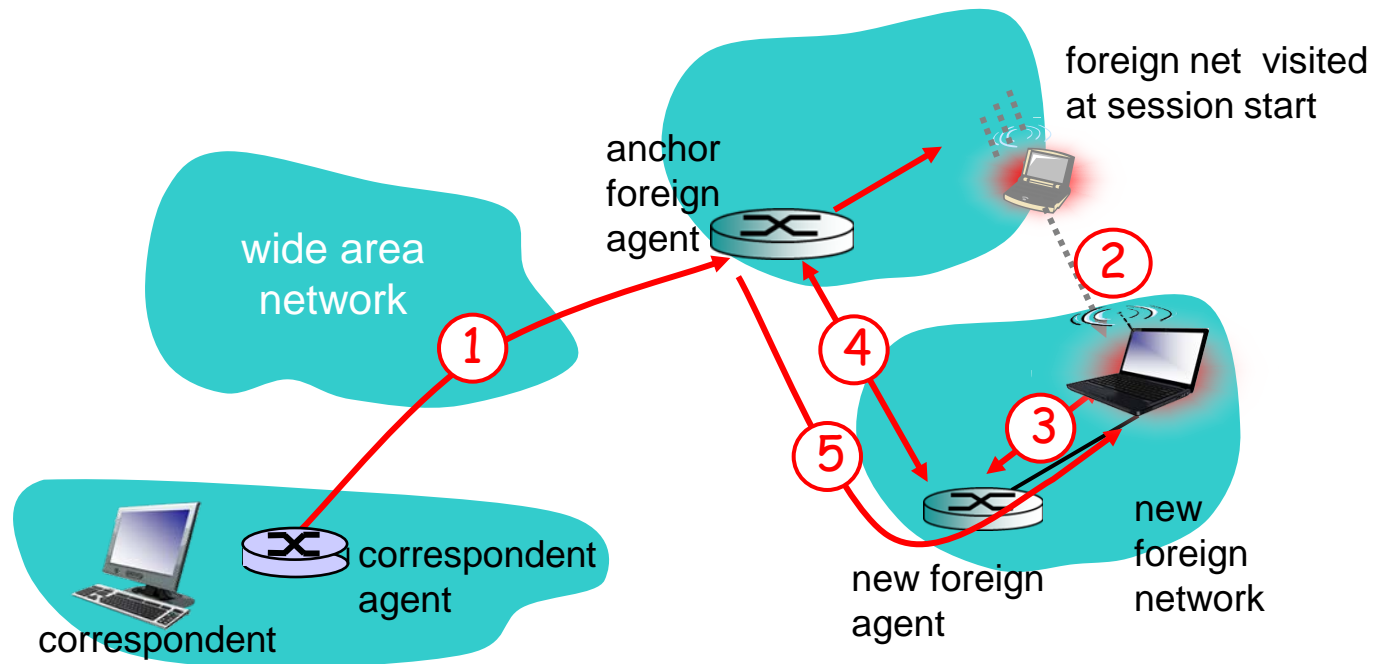 foreign net visited
at session start
anchor
foreign
agent
wide area
network
2
1
4
3
5
correspondent
agent
correspondent
new foreign
agent
new
foreign
network